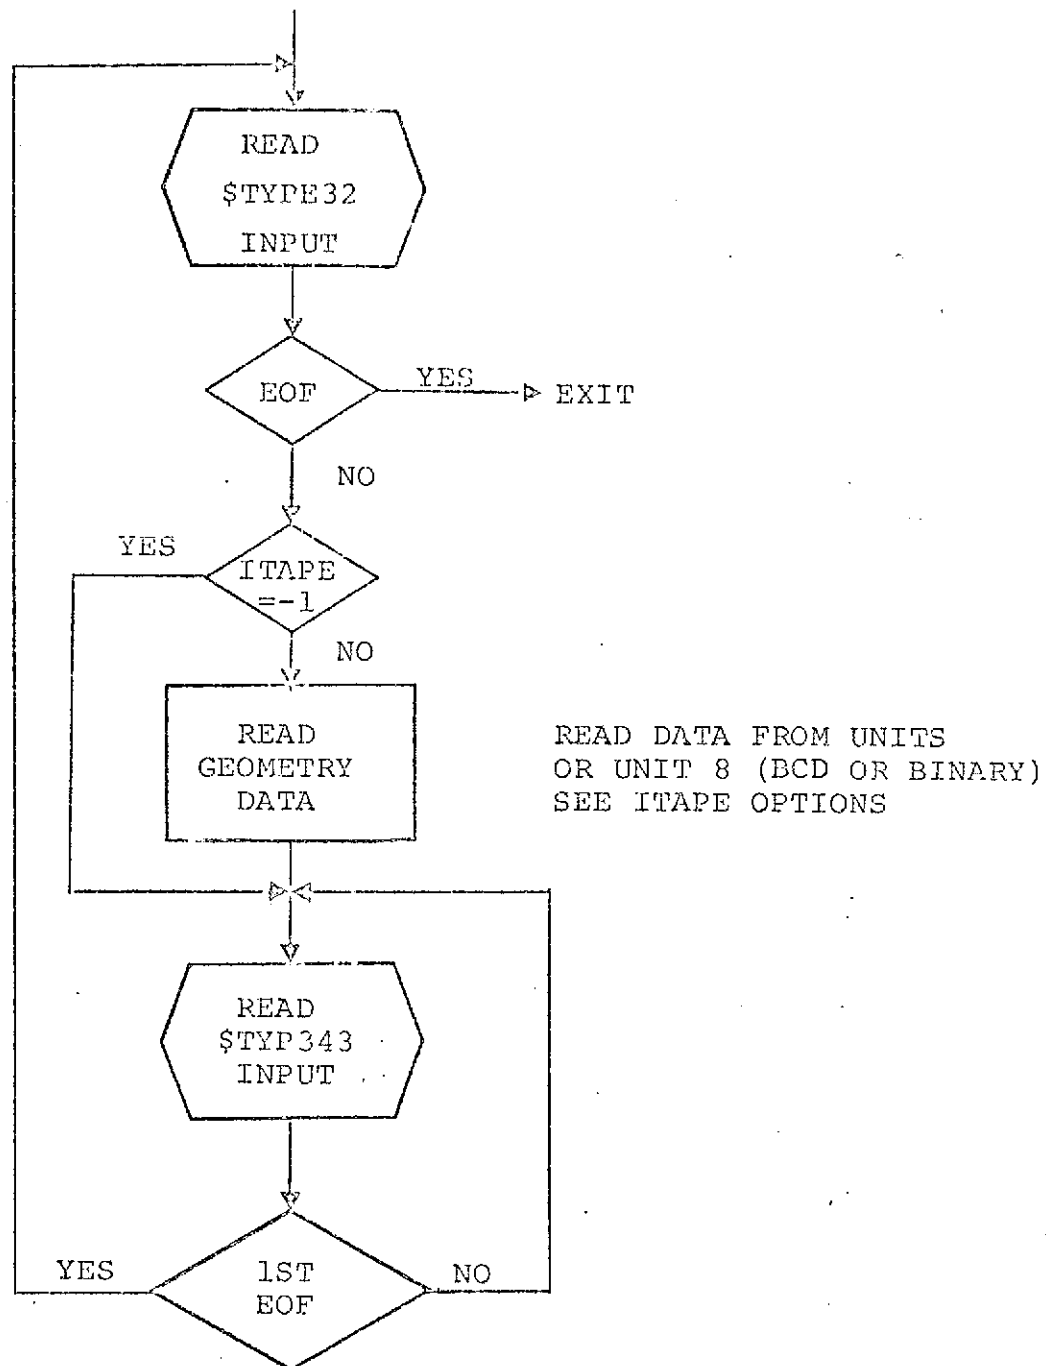 READ
$TYPE32
INPUT
EOF
YES
EXIT
NO
YES
ITAPE
=-1
NO
READ
GEOMETRY
DATA
READ DATA FROM UNITS
OR UNIT 8 (BCD OR BINARY)
SEE ITAPE OPTIONS
READ
$TYP343
INPUT
YES
1ST
EOF
NO